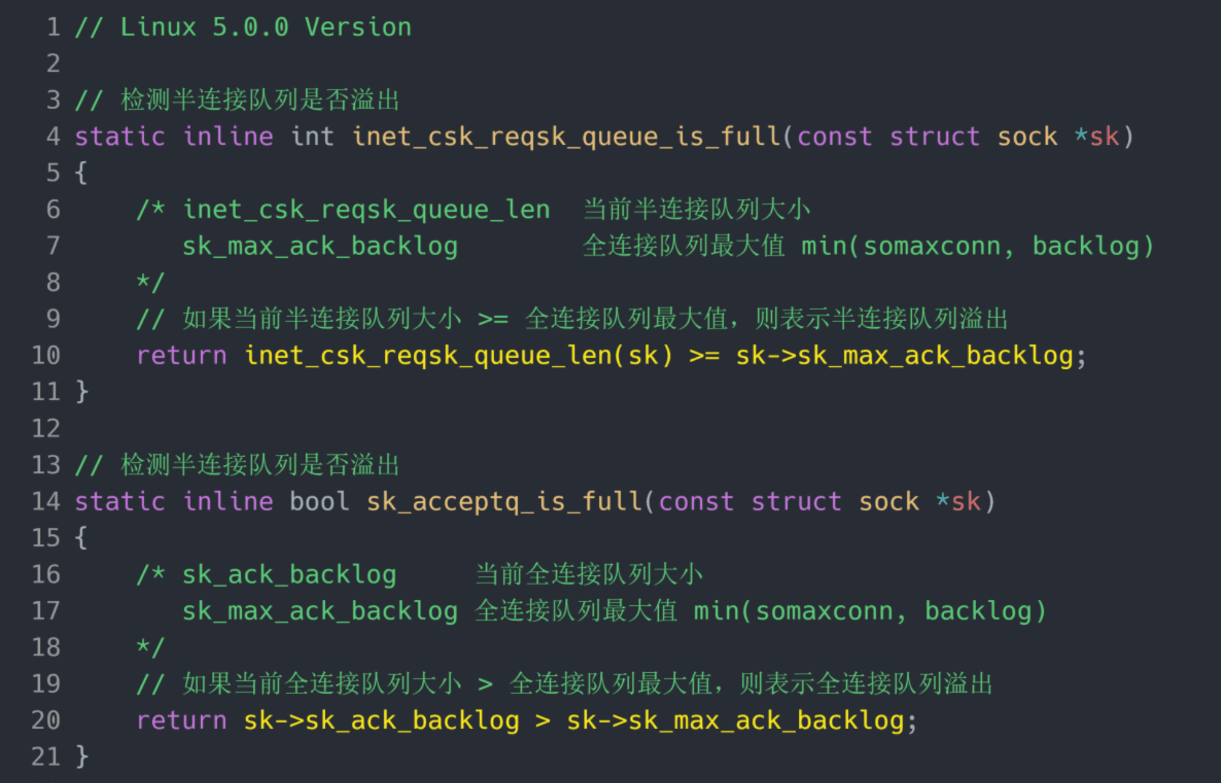 1 // Linux 5.0.0 Version
2
3 // 检测半连接队列是否溢出
4 static inline int inet_csk_reqsk_queue_is_full(const struct sock *sk)
5 {
6     /* inet_csk_reqsk_queue_len  当前半连接队列大小
7        sk_max_ack_backlog        全连接队列最大值 min(somaxconn, backlog)
8     */
9     // 如果当前半连接队列大小 >= 全连接队列最大值，则表示半连接队列溢出
10     return inet_csk_reqsk_queue_len(sk) >= sk->sk_max_ack_backlog;
11 }
12
13 // 检测半连接队列是否溢出
14 static inline bool sk_acceptq_is_full(const struct sock *sk)
15 {
16     /* sk_ack_backlog     当前全连接队列大小
17        sk_max_ack_backlog 全连接队列最大值 min(somaxconn, backlog)
18     */
19     // 如果当前全连接队列大小 > 全连接队列最大值，则表示全连接队列溢出
20     return sk->sk_ack_backlog > sk->sk_max_ack_backlog;
21 }